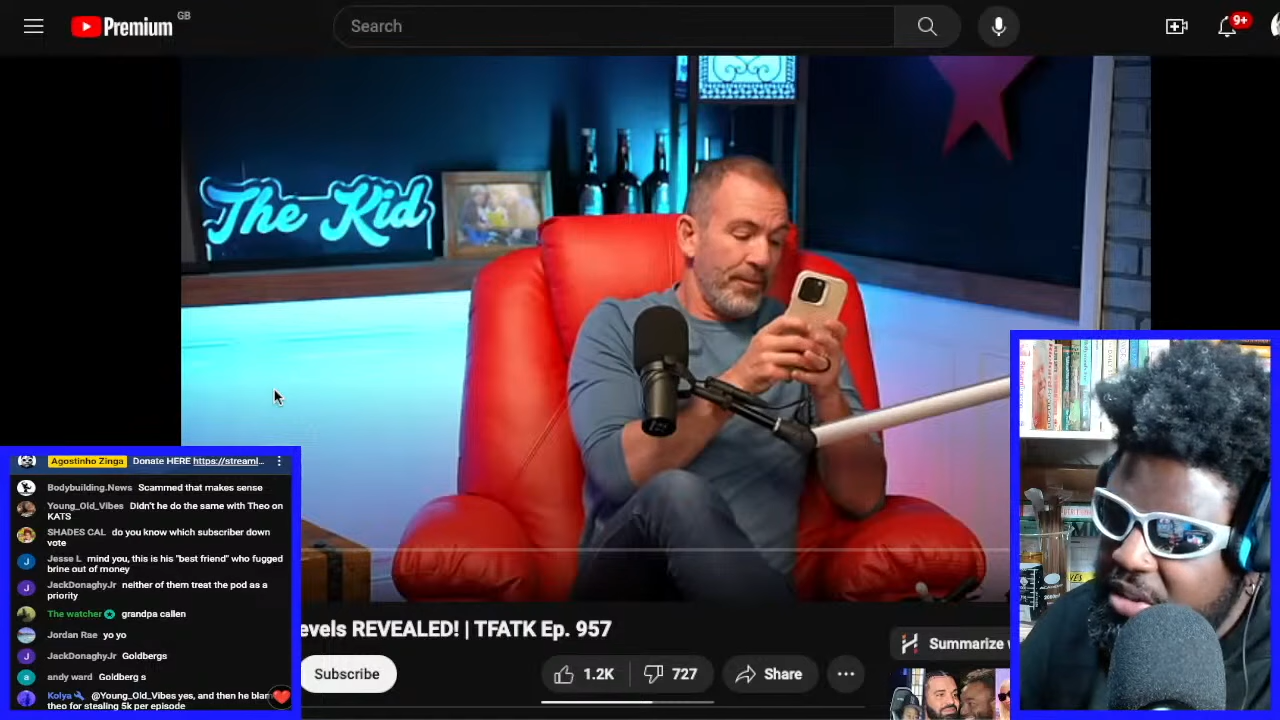 Premium
GB
Search
9+
The Kid
Agostinho Zinga Donate HERE https://streaml...
Bodybuilding.News Scammed that makes sense
Young_Old_Vibes Didn't he do the same with Theo on
KATS
SHADES CAL do you know which subscriber down
vote
Jesse L mind you, this is his "best friend" who fugged
brine out of money
JackDonaghyJr neither of them treat the pod as a
priority
The watcher grandpa callen
Jordan Rae yo yo
JackDonaghyJr Goldbergs
andy ward Goldberg s
Kolya @Young_Old_Vibes yes, and then he blam
theo for stealing 5k per episode
evels REVEALED! | TFATK Ep. 957
Subscribe
1.2K
727
Share
Summarize